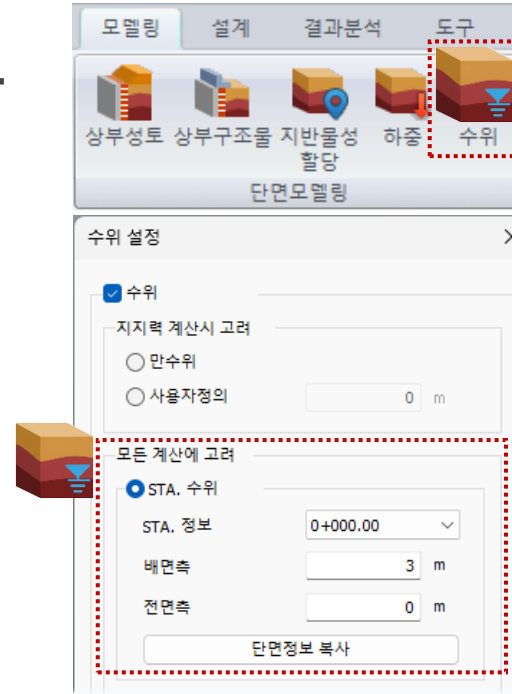 모델링 설계 결과분석 도구
상부성토 상부구조물 지반물성 하중 수위
할당
단면모델링
수위 설정
수위
지지력 계산시 고려
만수위
사용자정의 0 m
모든 계산에 고려
STA. 수위
STA. 정보 0+000.00
배면측 3 m
전면측 0 m
단면정보 복사